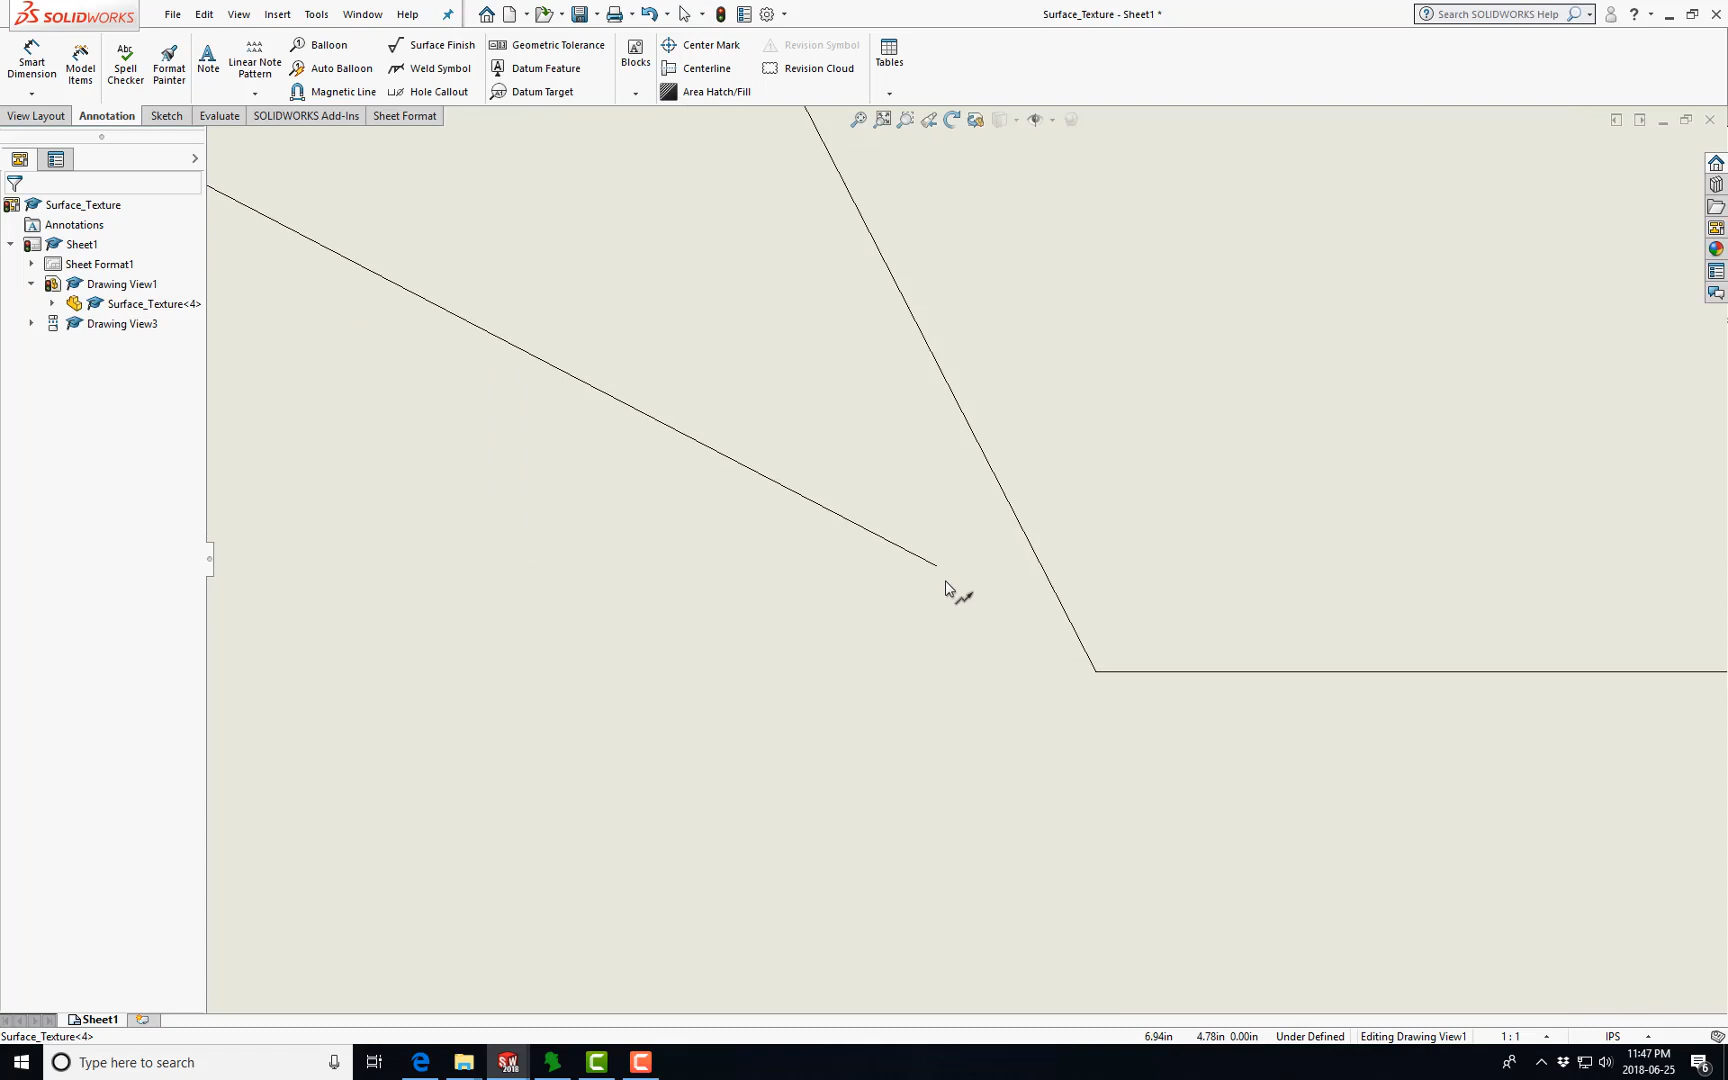 SOLIDWORKS
File
Edit
View
Insert
Tools
Window
Help
Surface_Texture - Sheet1 *
Search SOLIDWORKS Help
Smart Dimension
Model Items
Spell Checker
Format Painter
Note
Linear Note Pattern
Balloon
Auto Balloon
Magnetic Line
Surface Finish
Weld Symbol
Hole Callout
Geometric Tolerance
Datum Feature
Datum Target
Blocks
Center Mark
Centerline
Area Hatch/Fill
Revision Symbol
Revision Cloud
Tables
View Layout
Annotation
Sketch
Evaluate
SOLIDWORKS Add-Ins
Sheet Format
Surface_Texture
Annotations
Sheet1
Sheet Format1
Drawing View1
Surface_Texture<4>
Drawing View3
Sheet1
Surface_Texture<4>
6.94in
4.78in
0.00in
Under Defined
Editing Drawing View1
1 : 1
IPS
Type here to search
11:47 PM
2018-06-25
6